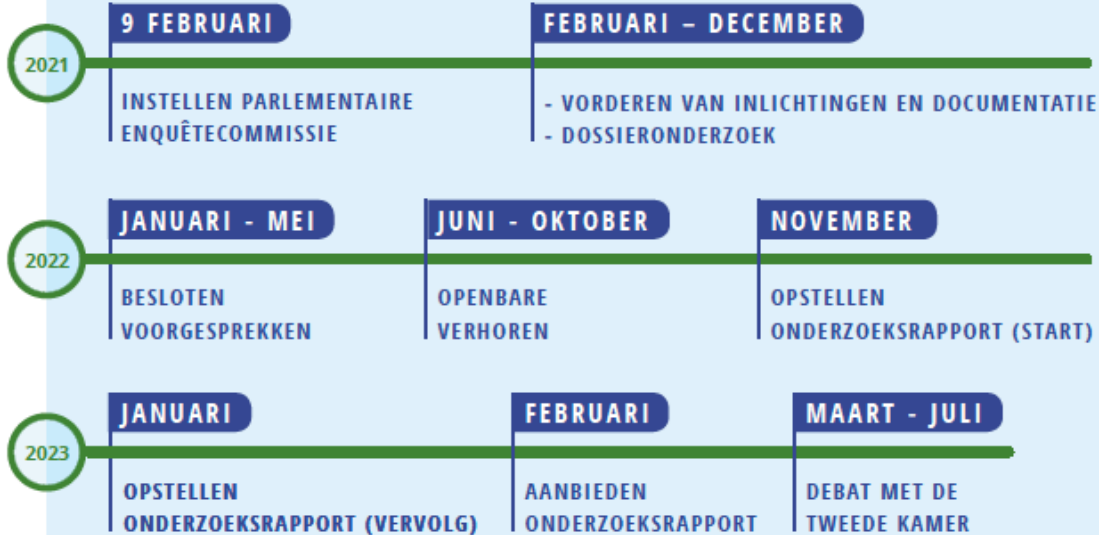 2021
9 FEBRUARI
INSTELLEN PARLEMENTAIRE
ENQUÊTECOMMISSIE
FEBRUARI – DECEMBER
- VORDEREN VAN INLICHTINGEN EN DOCUMENTATIE
- DOSSIERONDERZOEK
2022
JANUARI - MEI
BESLOTEN
VOORGESPREKKEN
JUNI - OKTOBER
OPENBARE
VERHOREN
NOVEMBER
OPSTELLEN
ONDERZOEKSRAPPORT (START)
2023
JANUARI
OPSTELLEN
ONDERZOEKSRAPPORT (VERVOLG)
FEBRUARI
AANBIEDEN
ONDERZOEKSRAPPORT
MAART - JULI
DEBAT MET DE
TWEEDE KAMER